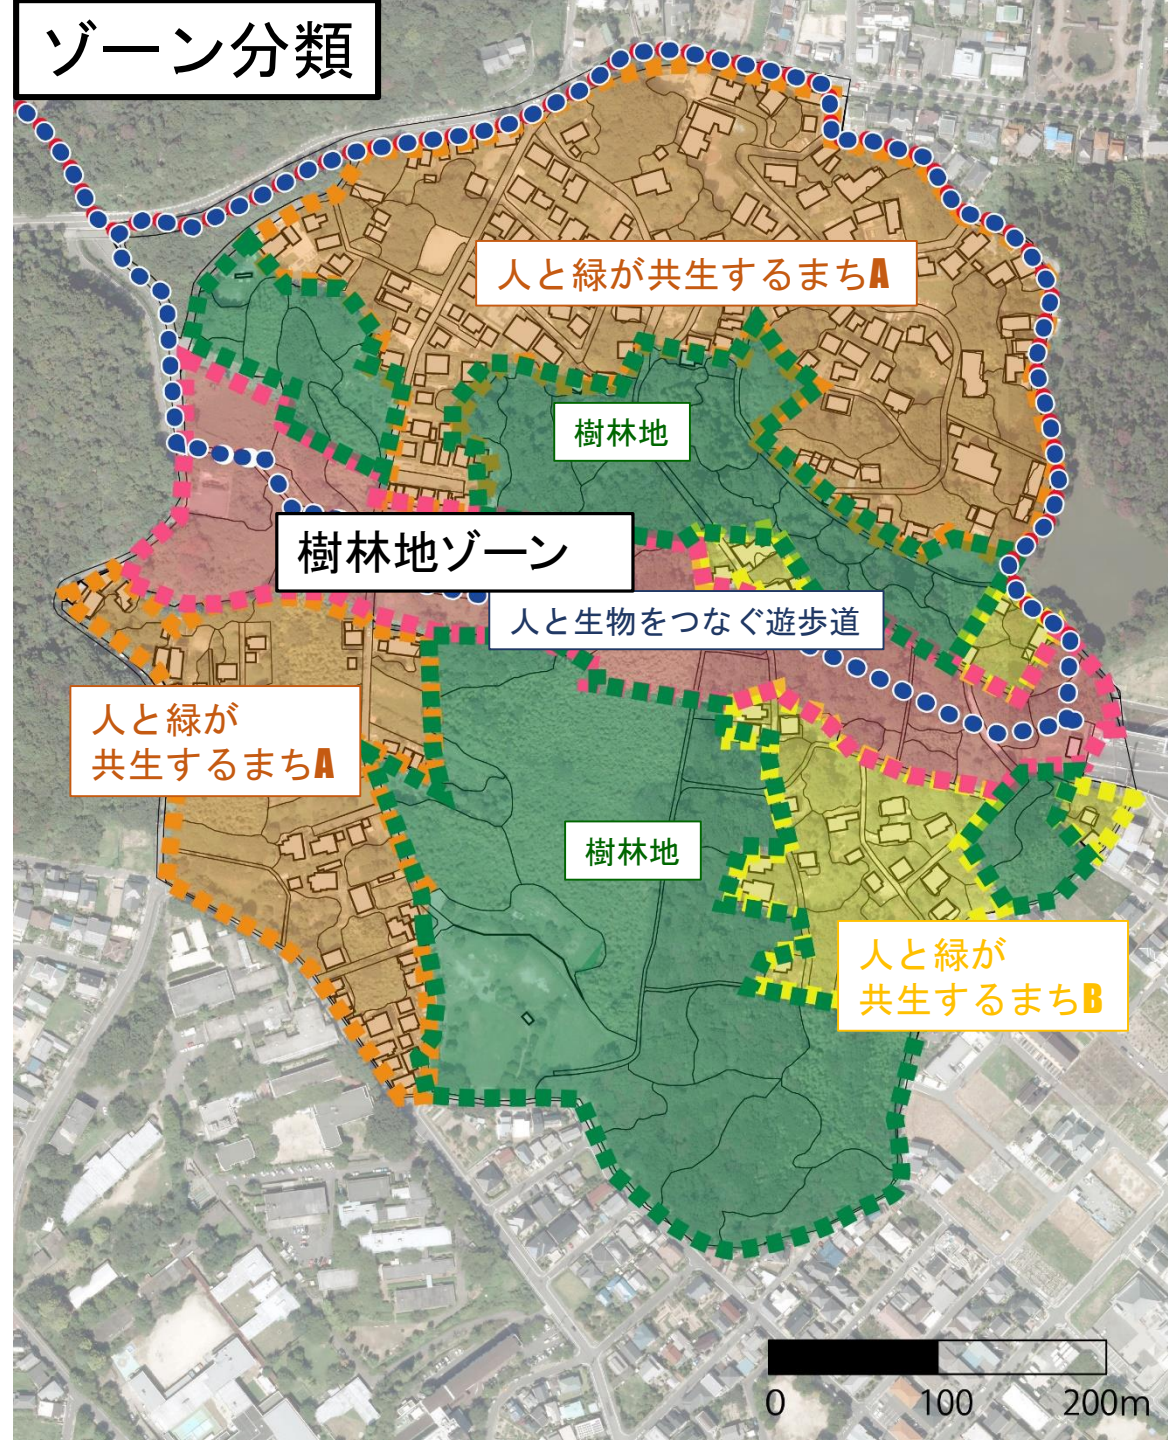 ゾーン分類
人と緑が共生するまちA
樹林地
樹林地ゾーン
人と生物をつなぐ遊歩道
人と緑が
共生するまちA
樹林地
人と緑が
共生するまちB
0 100 200m